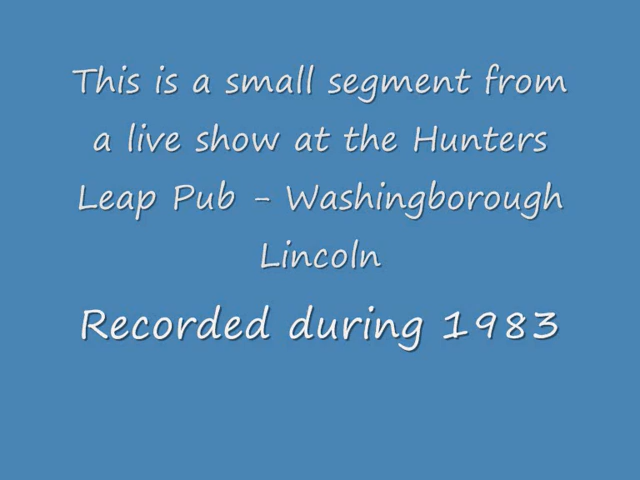 This is a small segment from
a live show at the Hunters
Leap Pub - Washingborough
Lincoln
Recorded during 1983